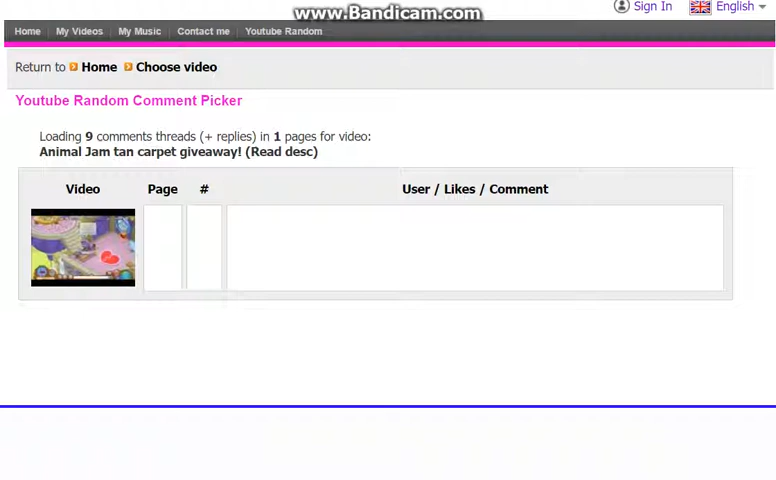 www.Bandicam.com
Sign In English
Home My Videos My Music Contact me Youtube Random
Return to Home Choose video
Youtube Random Comment Picker
Loading 9 comments threads (+ replies) in 1 pages for video:
Animal Jam tan carpet giveaway! (Read desc)
Video Page # User / Likes / Comment